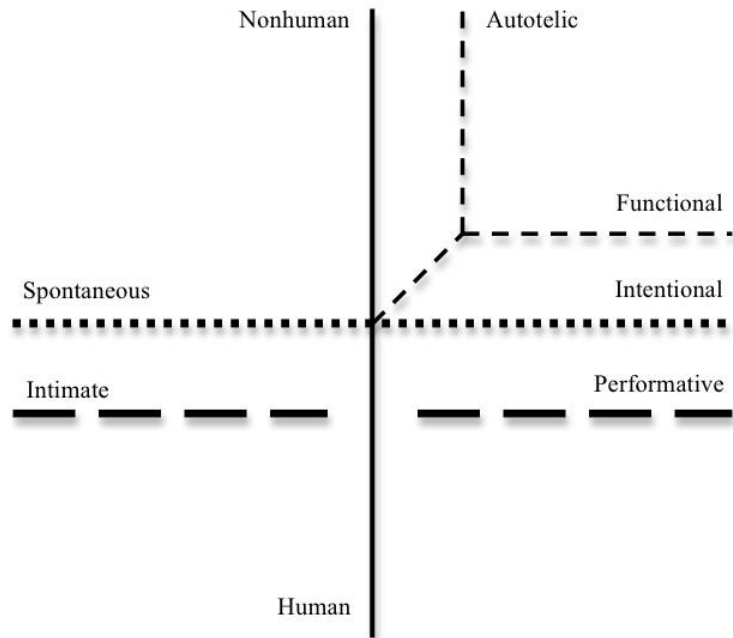 Nonhuman
Autotelic
Functional
Spontaneous
Intentional
Intimate
Performative
Human